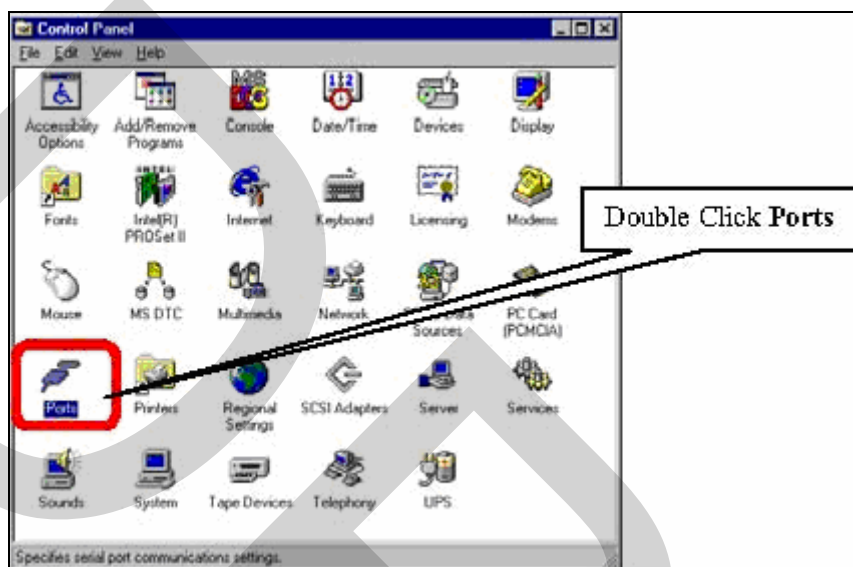 Control Panel
File Edit View Help
Accessibility Options
Add/Remove Programs
Console
Date/Time
Devices
Display
Fonts
Intel(R) PROSet II
Internet
Keyboard
Licensing
Modems
Double Click Ports
Mouse
MS DTC
Multimedia
Network
Sources
PC Card (PCMCIA)
Ports
Printers
Regional Settings
SCSI Adapters
Server
Services
Sounds
System
Tape Devices
Telephony
UPS
Specifies serial port communications settings.